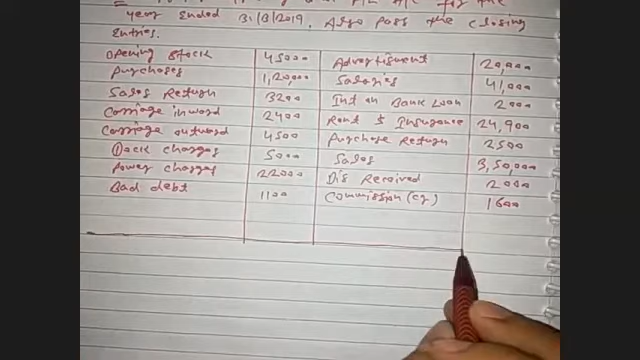 year ended 31/3/2019. Also pass the closing
entries.
Opening Stock 45000 Advertisment 20,000
Purchases 1,20,000 Salaries 41,000
Sales Return 3200 Int on Bank Loan 2000
Carriage inward 2400 Rent & Insurance 24,900
Carriage outward 4500 Purchase Return 2500
Dock charges 5000 Sales 3,50,000
Power charges 22000 Dis Received 2000
Bad debt 1100 Commission (cr) 1600